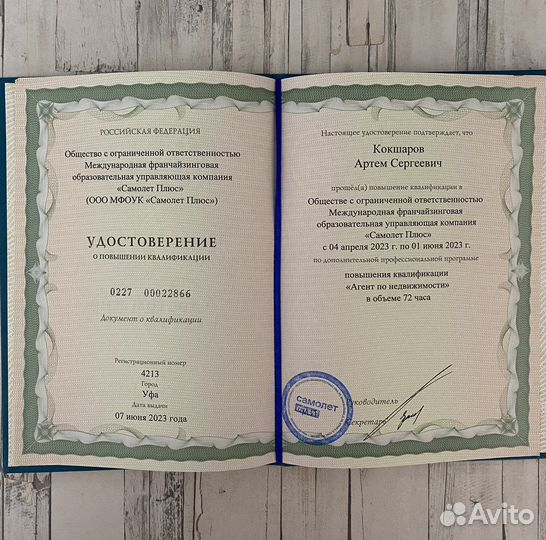 РОССИЙСКАЯ ФЕДЕРАЦИЯ
Общество с ограниченной ответственностью
Международная франчайзинговая
образовательная управляющая компания
«Самолет Плюс»
(ООО МФОУК «Самолет Плюс»)
УДОСТОВЕРЕНИЕ
О ПОВЫШЕНИИ КВАЛИФИКАЦИИ
0227 00022866
Документ о квалификации
Регистрационный номер
4213
Город
Уфа
Дата выдачи
07 июня 2023 года
Настоящее удостоверение подтверждает, что
Кокшаров
Артем Сергеевич
прошёл(а) повышение квалификации в
Обществе с ограниченной ответственностью
Международная франчайзинговая
образовательная управляющая компания
«Самолет Плюс»
с 04 апреля 2023 г. по 01 июня 2023 г.
по дополнительной профессиональной программе
повышения квалификации
«Агент по недвижимости»
в объеме 72 часа
Руководитель
Секретарь
самолет
Avito